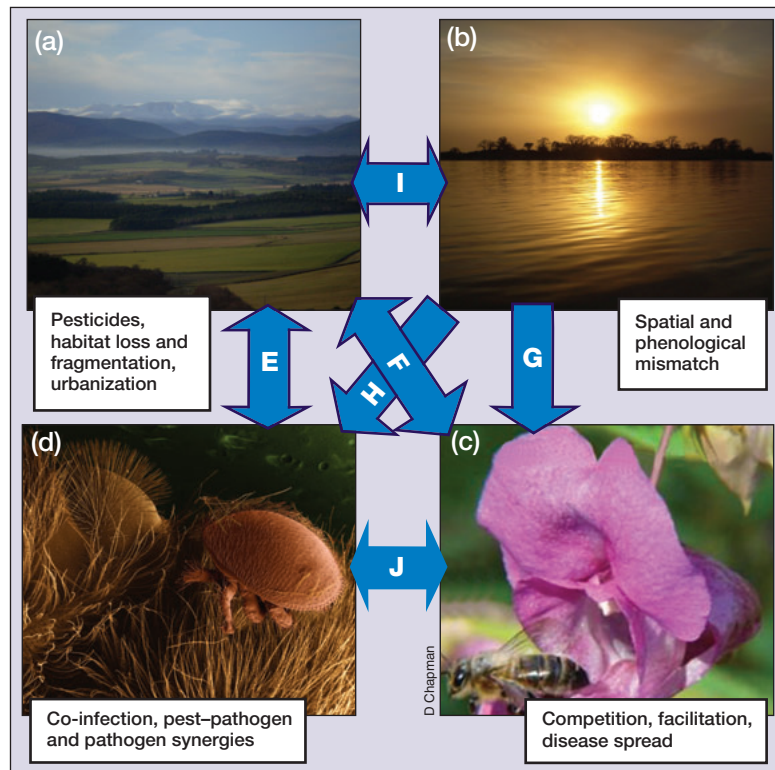 (a)
(b)
I
Pesticides,
habitat loss and
fragmentation,
urbanization
Spatial and
phenological
mismatch
E
F
H
G
(d)
(c)
J
D Chapman
Co-infection, pest–pathogen
and pathogen synergies
Competition, facilitation,
disease spread